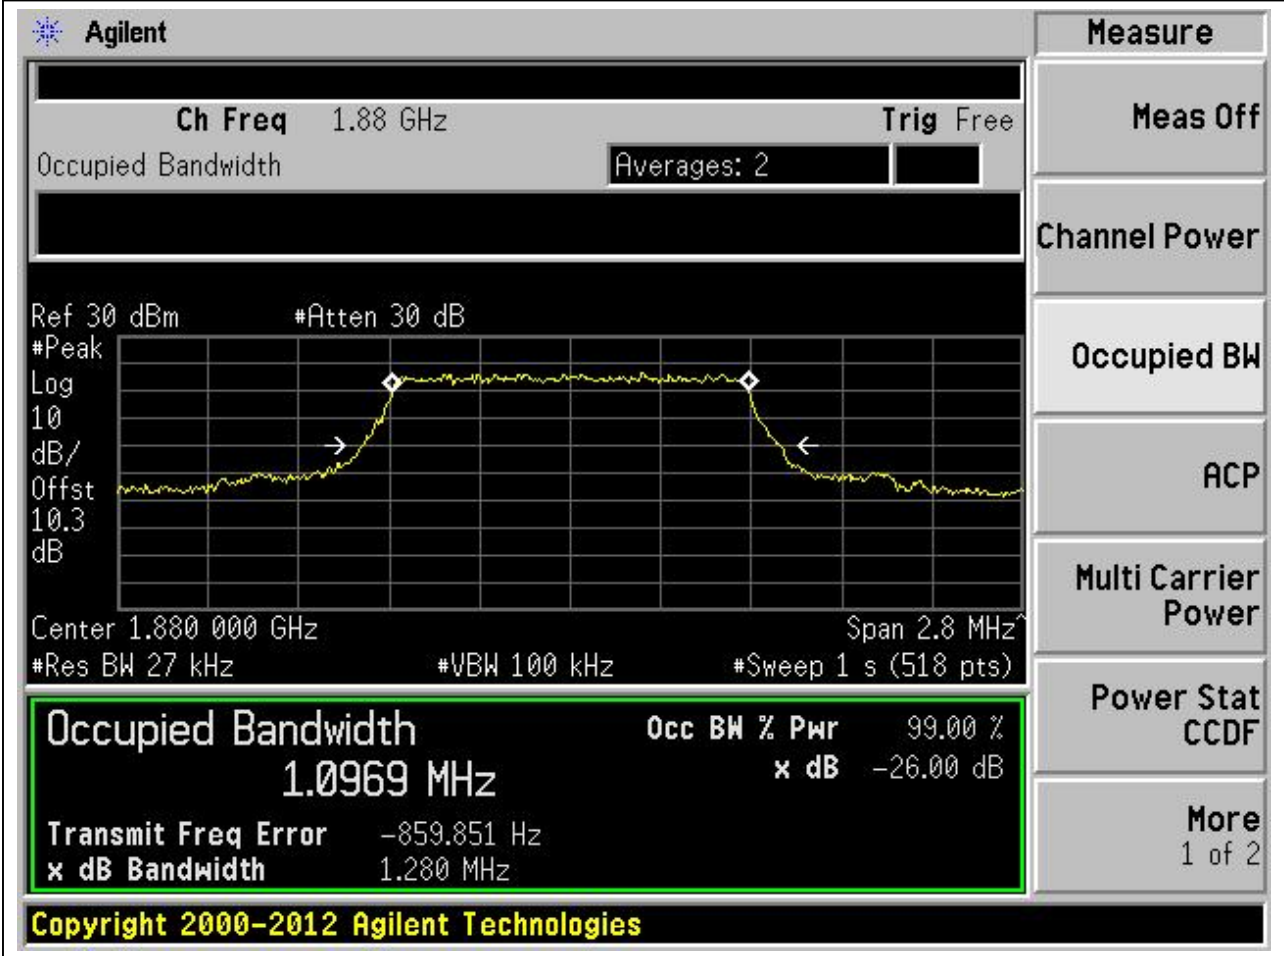 Agilent
Measure
Ch Freq 1.88 GHz Trig Free
Occupied Bandwidth Averages: 2
Meas Off
Channel Power
Occupied BW
ACP
Multi Carrier
Power
Power Stat
CCDF
More
1 of 2
Ref 30 dBm #Atten 30 dB
#Peak
Log
10
dB/
Offst
10.3
dB
Center 1.880 000 GHz Span 2.8 MHz^
#Res BW 27 kHz #VBW 100 kHz #Sweep 1 s (518 pts)
Occupied Bandwidth Occ BW % Pwr 99.00 %
1.0969 MHz x dB -26.00 dB
Transmit Freq Error -859.851 Hz
x dB Bandwidth 1.280 MHz
Copyright 2000-2012 Agilent Technologies